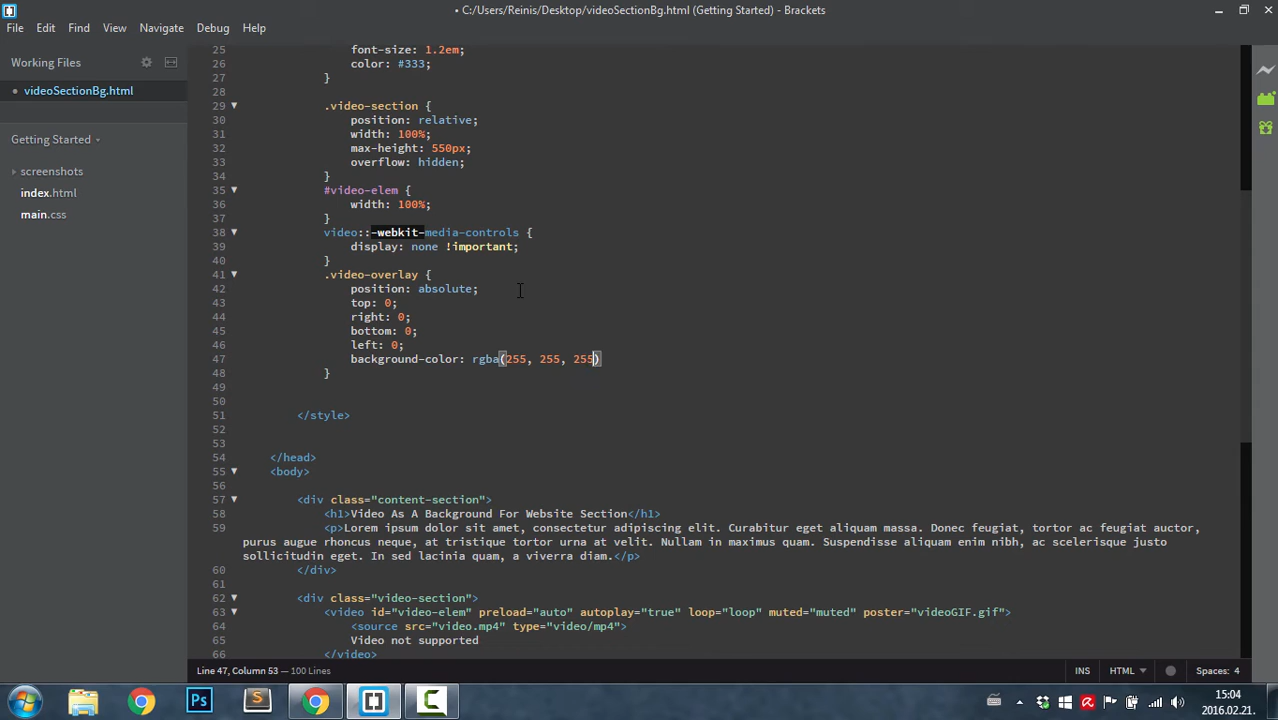 • C:/Users/Reinis/Desktop/videoSectionBg.html (Getting Started) - Brackets
File Edit Find View Navigate Debug Help
Working Files
videoSectionBg.html
Getting Started
screenshots
index.html
main.css
25 font-size: 1.2em;
26 color: #333;
27 }
28
29 .video-section {
30 position: relative;
31 width: 100%;
32 max-height: 550px;
33 overflow: hidden;
34 }
35 #video-elem {
36 width: 100%;
37 }
38 video::-webkit-media-controls {
39 display: none !important;
40 }
41 .video-overlay {
42 position: absolute;
43 top: 0;
44 right: 0;
45 bottom: 0;
46 left: 0;
47 background-color: rgba(255, 255, 255)
48 }
49
50
51 </style>
52
53
54 </head>
55 <body>
56
57 <div class="content-section">
58 <h1>Video As A Background For Website Section</h1>
59 <p>Lorem ipsum dolor sit amet, consectetur adipiscing elit. Curabitur eget aliquam massa. Donec feugiat, tortor ac feugiat auctor,
purus augue rhoncus neque, at tristique tortor urna at velit. Nullam in maximus quam. Suspendisse aliquam enim nibh, ac scelerisque justo
sollicitudin eget. In sed lacinia quam, a viverra diam.</p>
60 </div>
61
62 <div class="video-section">
63 <video id="video-elem" preload="auto" autoplay="true" loop="loop" muted="muted" poster="videoGIF.gif">
64 <source src="video.mp4" type="video/mp4">
65 Video not supported
66 </video>
Line 47, Column 53 — 100 Lines
INS HTML Spaces: 4
Ps S C
15:04
2016.02.21.